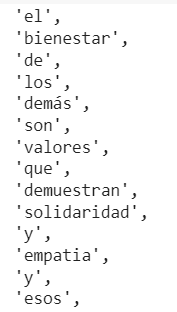 'el',
'bienestar',
'de',
'los',
'demás',
'son',
'valores',
'que',
'demuestran',
'solidaridad',
'y',
'empatia',
'y',
'esos',